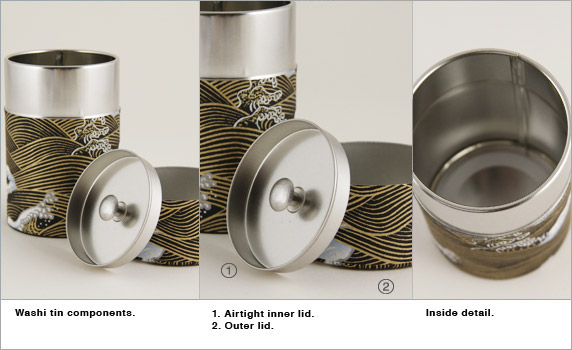 1
2
Washi tin components.
1. Airtight inner lid.
2. Outer lid.
Inside detail.